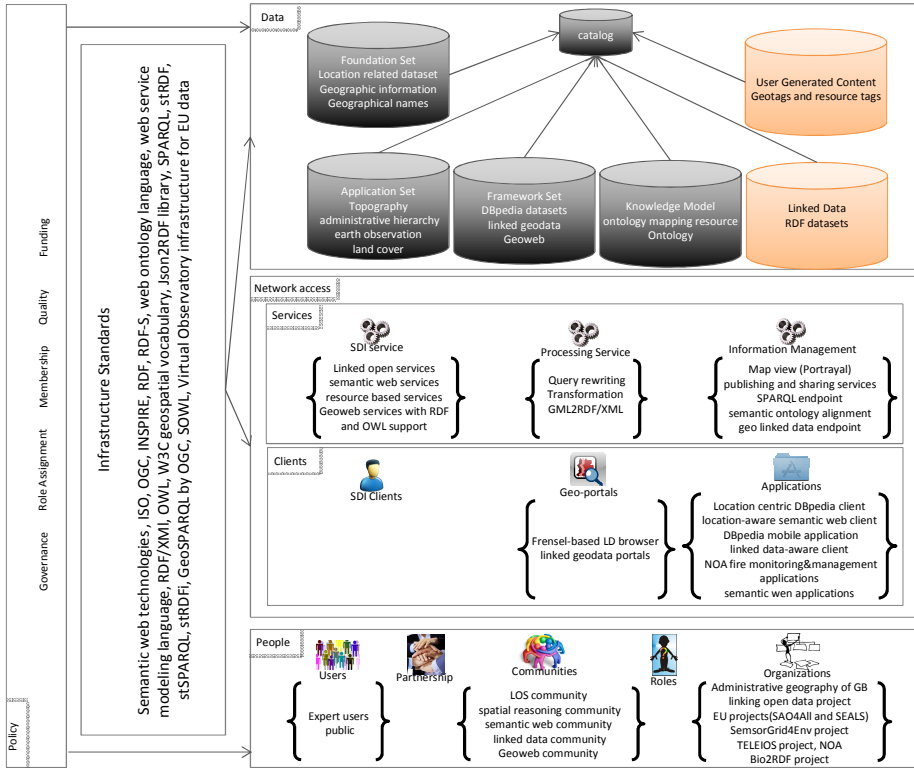 Policy
Governance
Role Assignment
Membership
Quality
Funding
Infrastructure Standards
Semantic web technologies, ISO, OGC, INSPIRE, RDF, RDF-S, web ontology language, web service
modeling language, RDF/XMI, OWL, W3C geospatial vocabulary, Json2RDF library, SPARQL, stRDF,
stSPARQL, stRDFi, GeoSPARQL by OGC, SOWL, Virtual Observatory infrastructure for EU data
Data
catalog
Foundation Set
Location related dataset
Geographic information
Geographical names
User Generated Content
Geotags and resource tags
Application Set
Topography
administrative hierarchy
earth observation
land cover
Framework Set
DBpedia datasets
linked geodata
Geoweb
Knowledge Model
ontology mapping resource
Ontology
Linked Data
RDF datasets
Network access
Services
SDI service
Linked open services
semantic web services
resource based services
Geoweb services with RDF
and OWL support
Processing Service
Query rewriting
Transformation
GML2RDF/XML
Information Management
Map view (Portrayal)
publishing and sharing services
SPARQL endpoint
semantic ontology alignment
geo linked data endpoint
Clients
SDI Clients
Geo-portals
Frensel-based LD browser
linked geodata portals
Applications
Location centric DBpedia client
location-aware semantic web client
DBpedia mobile application
linked data-aware client
NOA fire monitoring&management
applications
semantic wen applications
People
Users
Expert users
public
Partnership
Communities
LOS community
spatial reasoning community
semantic web community
linked data community
Geoweb community
Roles
Organizations
Administrative geography of GB
linking open data project
EU projects(SAO4All and SEALS)
SemsorGrid4Env project
TELEIOS project, NOA
Bio2RDF project